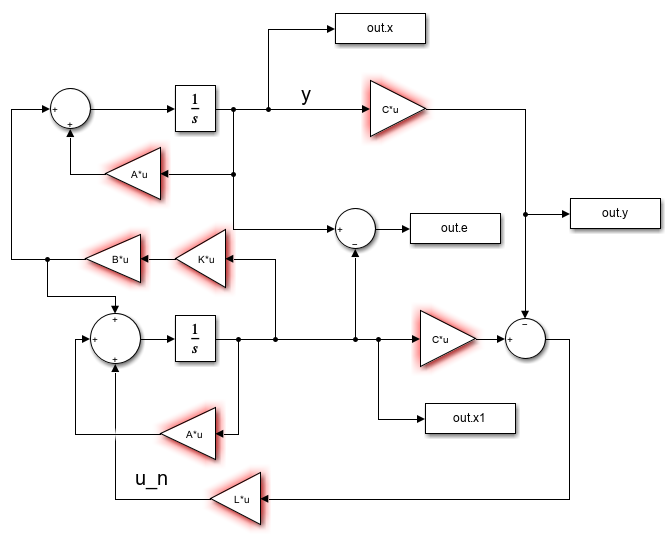 out.x
1
s
y
C*u
+
+
A*u
out.y
+
−
out.e
B*u
K*u
+
+
+
1
s
C*u
−
+
out.x1
A*u
u_n
L*u